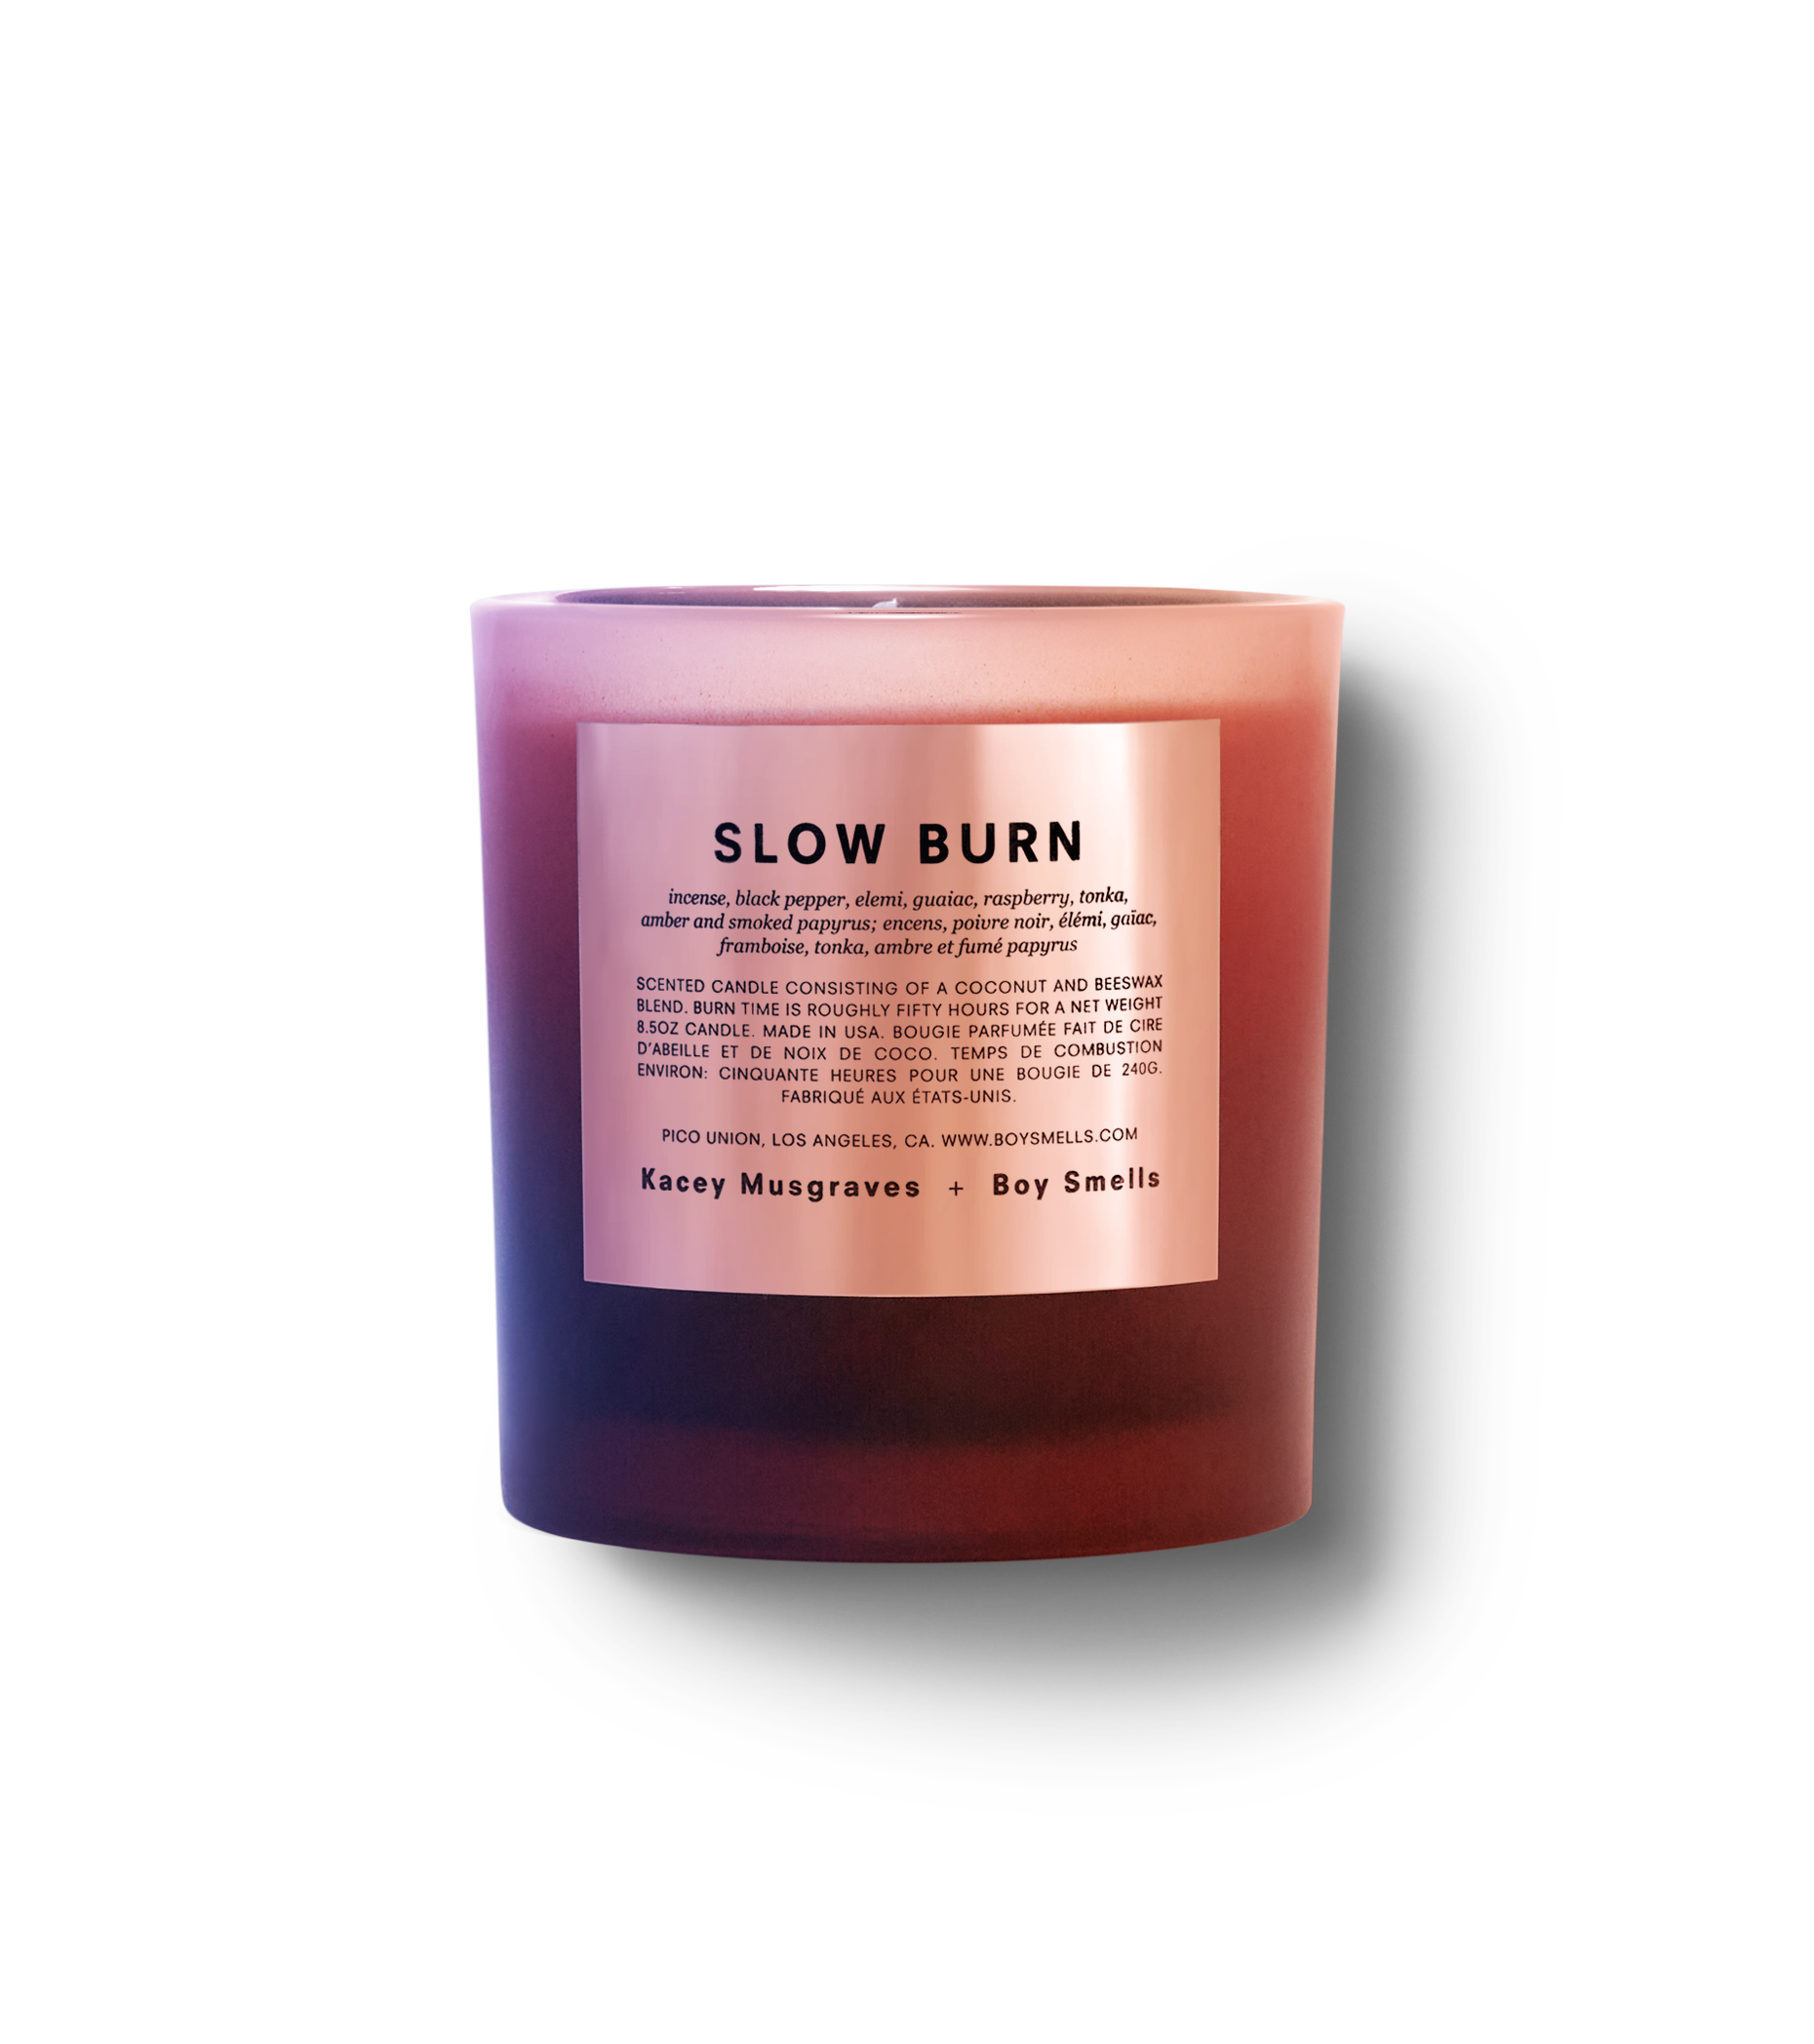 SLOW BURN
incense, black pepper, elemi, guaiac, raspberry, tonka,
amber and smoked papyrus; encens, poivre noir, élémi, gaïac,
framboise, tonka, ambre et fumé papyrus
SCENTED CANDLE CONSISTING OF A COCONUT AND BEESWAX
BLEND. BURN TIME IS ROUGHLY FIFTY HOURS FOR A NET WEIGHT
8.5OZ CANDLE. MADE IN USA. BOUGIE PARFUMÉE FAIT DE CIRE
D'ABEILLE ET DE NOIX DE COCO. TEMPS DE COMBUSTION
ENVIRON: CINQUANTE HEURES POUR UNE BOUGIE DE 240G.
FABRIQUÉ AUX ÉTATS-UNIS.
PICO UNION, LOS ANGELES, CA. WWW.BOYSMELLS.COM
Kacey Musgraves + Boy Smells